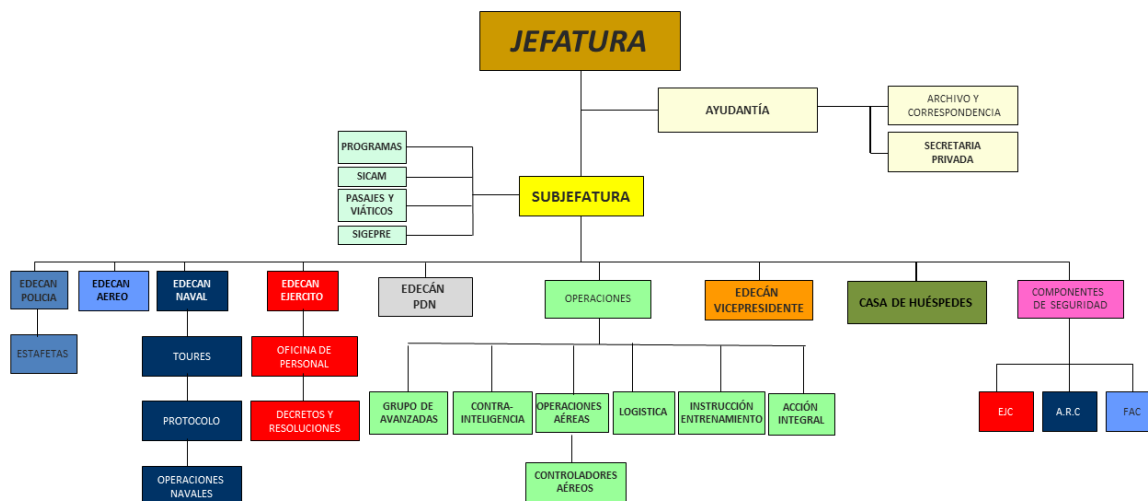 JEFATURA
AYUDANTÍA
ARCHIVO Y
CORRESPONDENCIA
SECRETARIA
PRIVADA
PROGRAMAS
SICAM
PASAJES Y
VIÁTICOS
SIGEPRE
SUBJEFATURA
EDECAN
POLICIA
EDECAN
AEREO
EDECAN
NAVAL
EDECAN
EJERCITO
EDECÁN
PDN
OPERACIONES
EDECÁN
VICEPRESIDENTE
CASA DE HUÉSPEDES
COMPONENTES
DE SEGURIDAD
ESTAFETAS
TOURES
OFICINA DE
PERSONAL
PROTOCOLO
DECRETOS Y
RESOLUCIONES
OPERACIONES
NAVALES
GRUPO DE
AVANZADAS
CONTRA-
INTELIGENCIA
OPERACIONES
AÉREAS
LOGISTICA
INSTRUCCIÓN
ENTRENAMIENTO
ACCIÓN
INTEGRAL
CONTROLADORES
AÉREOS
EJC
A.R.C
FAC